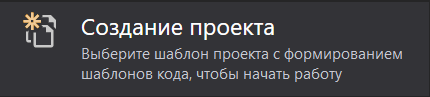 Создание проекта
Выберите шаблон проекта с формированием
шаблонов кода, чтобы начать работу